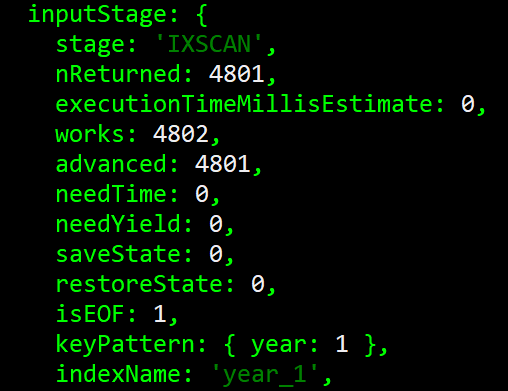 inputStage: {
stage: 'IXSCAN',
nReturned: 4801,
executionTimeMillisEstimate: 0,
works: 4802,
advanced: 4801,
needTime: 0,
needYield: 0,
saveState: 0,
restoreState: 0,
isEOF: 1,
keyPattern: { year: 1 },
indexName: 'year_1',